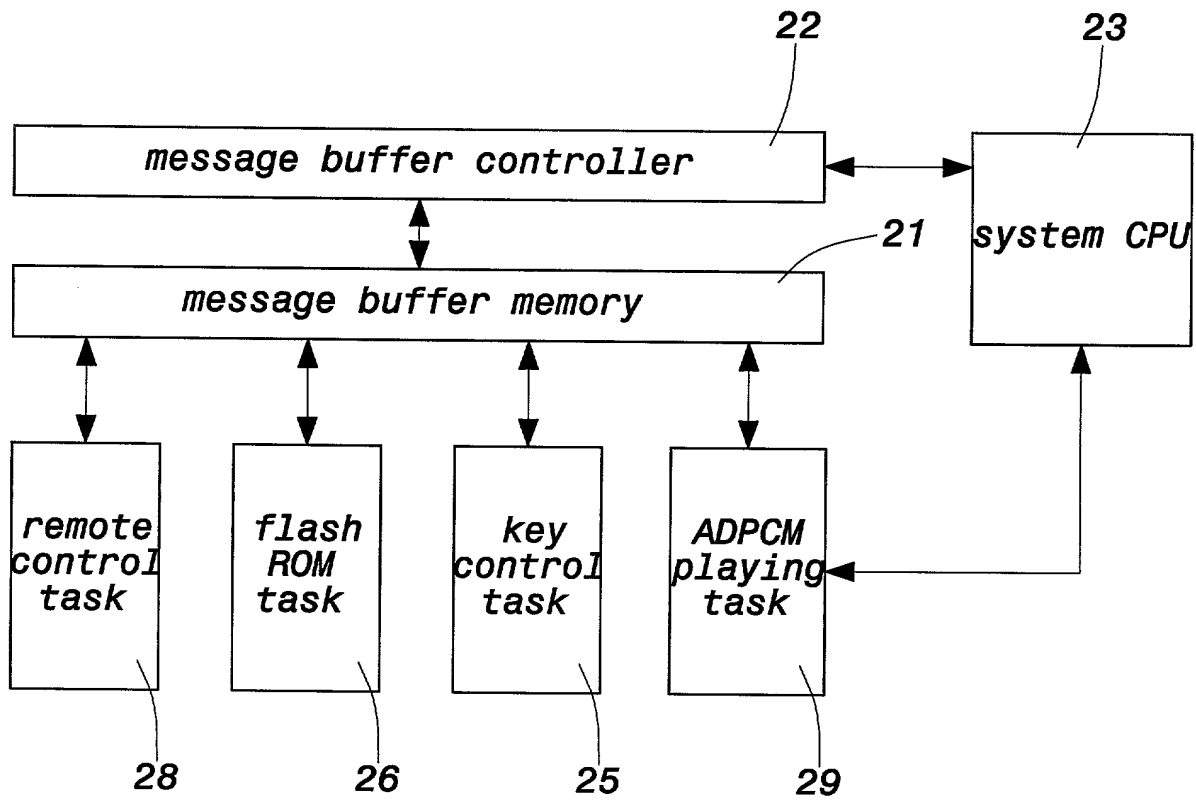 22
23
message buffer controller
system CPU
21
message buffer memory
remote
control
task
flash
ROM
task
key
control
task
ADPCM
playing
task
28
26
25
29